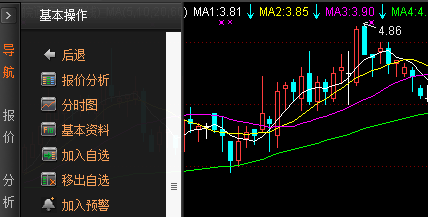 基本操作
后退
报价分析
分时图
基本资料
加入自选
移出自选
加入预警
导航
报价
分析
) MA1:3.81 MA2:3.85 MA3:3.90 MA4:4.
4.86